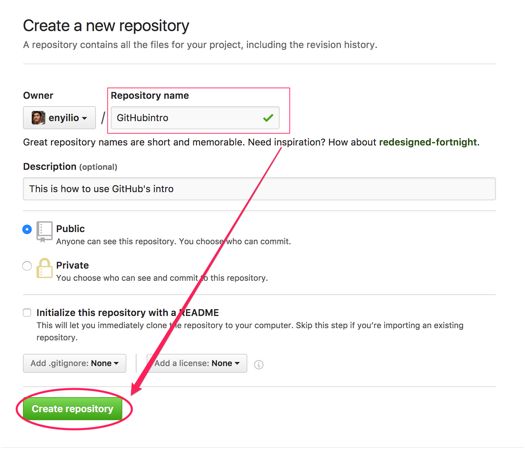 Create a new repository
A repository contains all the files for your project, including the revision history.
Owner
Repository name
enyilio / GitHubintro
Great repository names are short and memorable. Need inspiration? How about redesigned-fortnight.
Description (optional)
This is how to use GitHub's intro
Public
Anyone can see this repository. You choose who can commit.
Private
You choose who can see and commit to this repository.
Initialize this repository with a README
This will let you immediately clone the repository to your computer. Skip this step if you're importing an existing
repository.
Add .gitignore: None
Add a license: None
Create repository